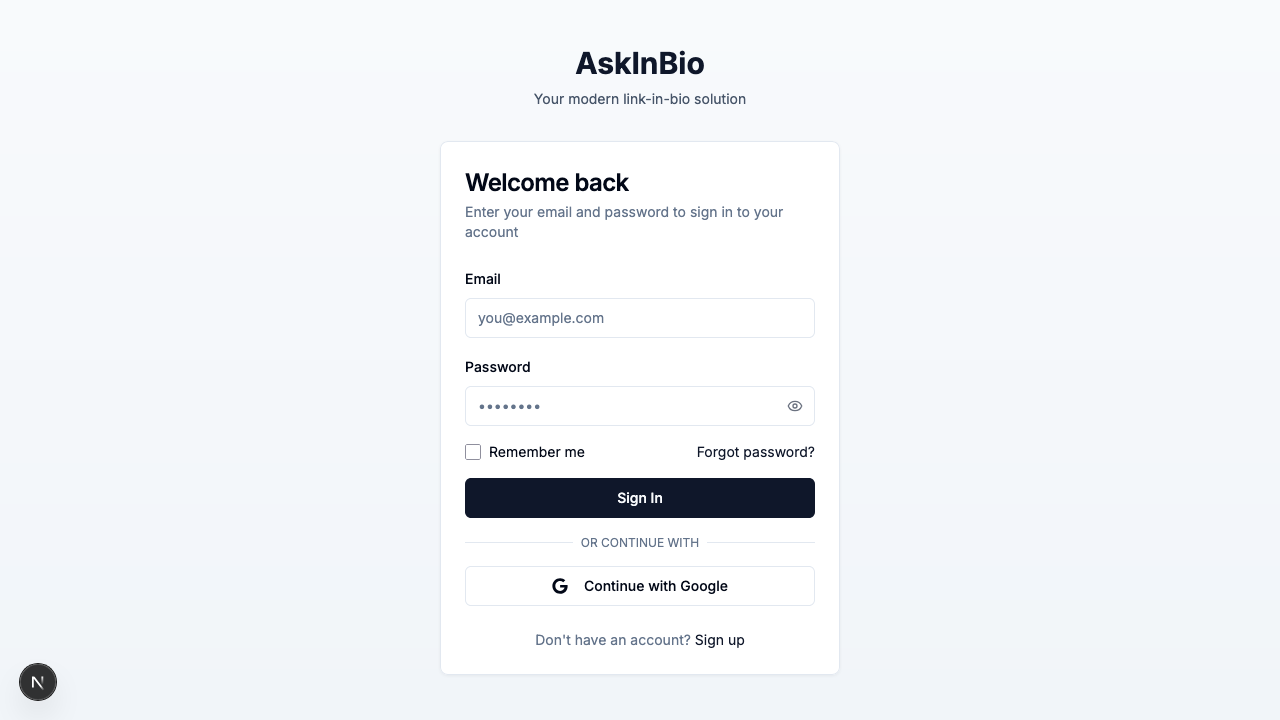 AskInBio
Your modern link-in-bio solution
Welcome back
Enter your email and password to sign in to your
account
Email
you@example.com
Password
••••••••
Remember me
Forgot password?
Sign In
OR CONTINUE WITH
G
Continue with Google
Don't have an account? Sign up
N